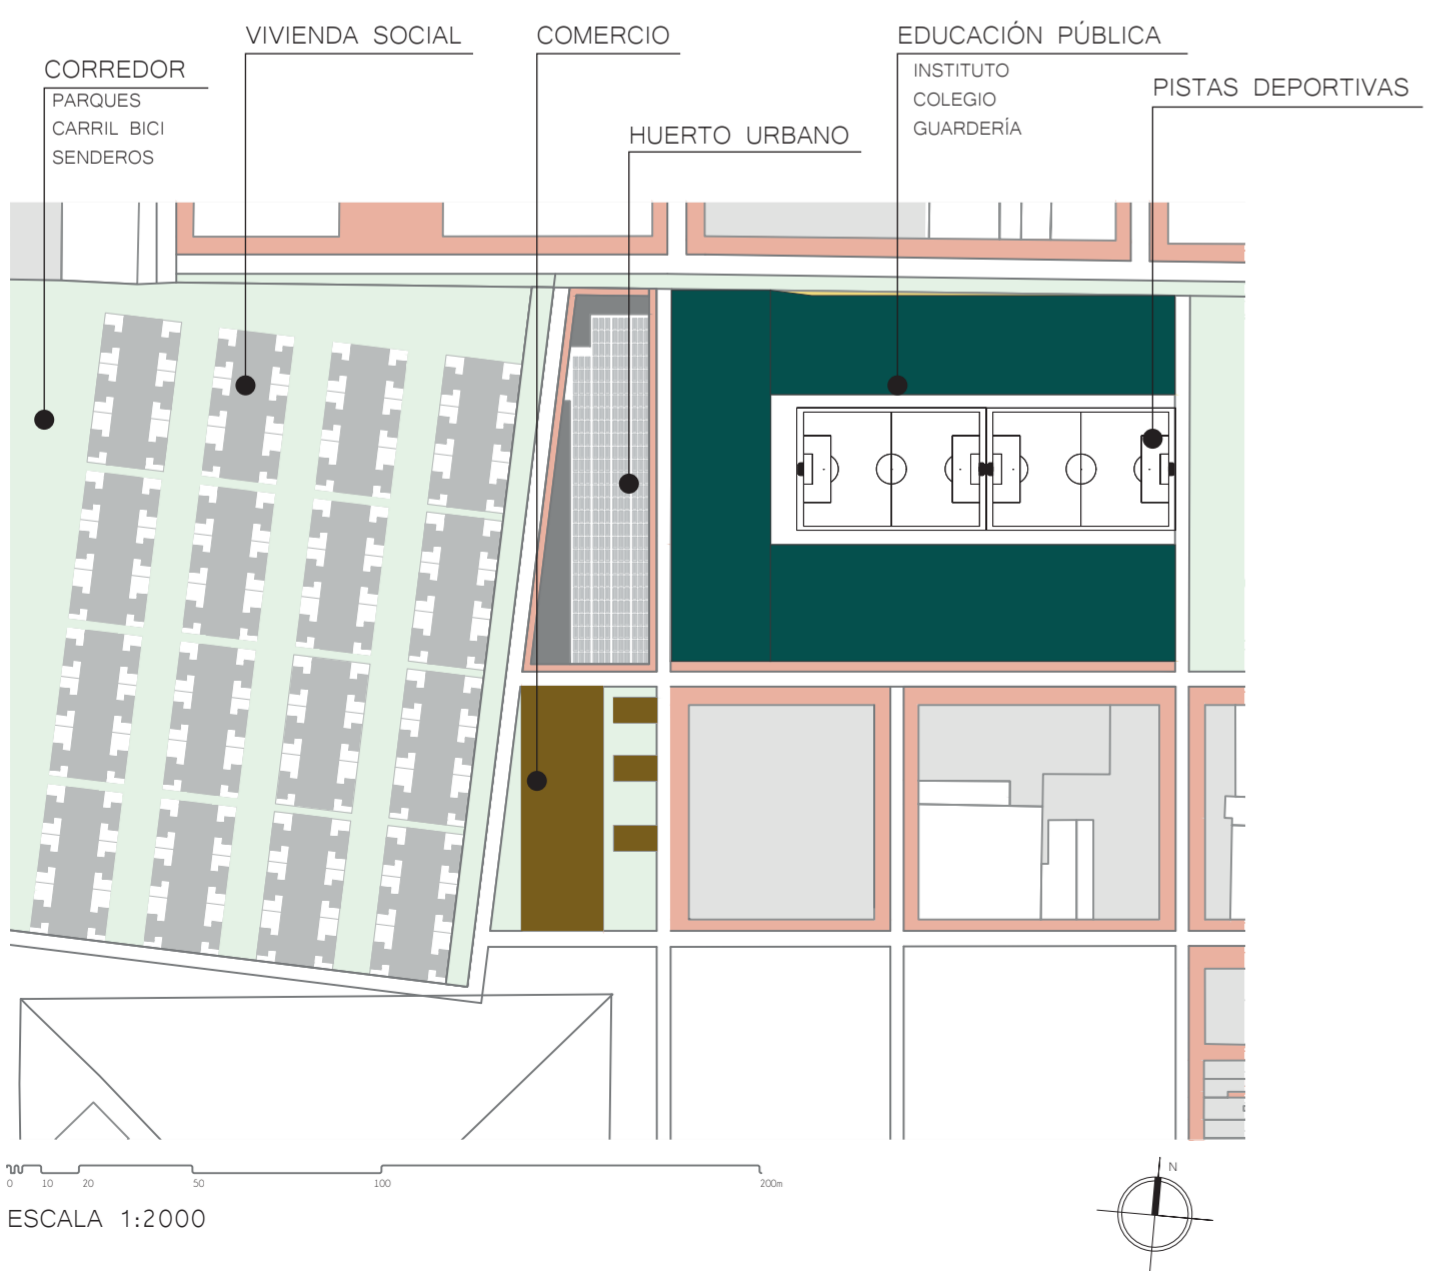 VIVIENDA SOCIAL
COMERCIO
EDUCACIÓN PÚBLICA
INSTITUTO
COLEGIO
GUARDERÍA
CORREDOR
PARQUES
CARRIL BICI
SENDEROS
PISTAS DEPORTIVAS
HUERTO URBANO
0 10 20 50 100 200m
ESCALA 1:2000
N